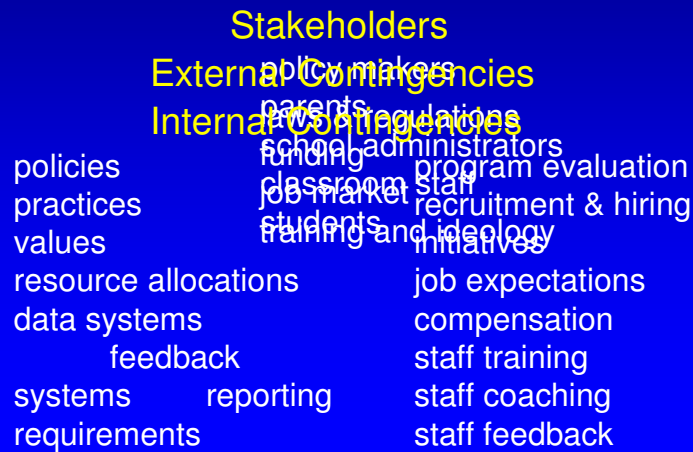 Stakeholders
External Contingencies
Internal Contingencies
policy makers
parents
school administrators
classroom staff
students
laws & regulations
funding
job market
training and ideology
policies
practices
values
resource allocations
data systems
feedback
systems reporting
requirements
program evaluation
recruitment & hiring
initiatives
job expectations
compensation
staff training
staff coaching
staff feedback